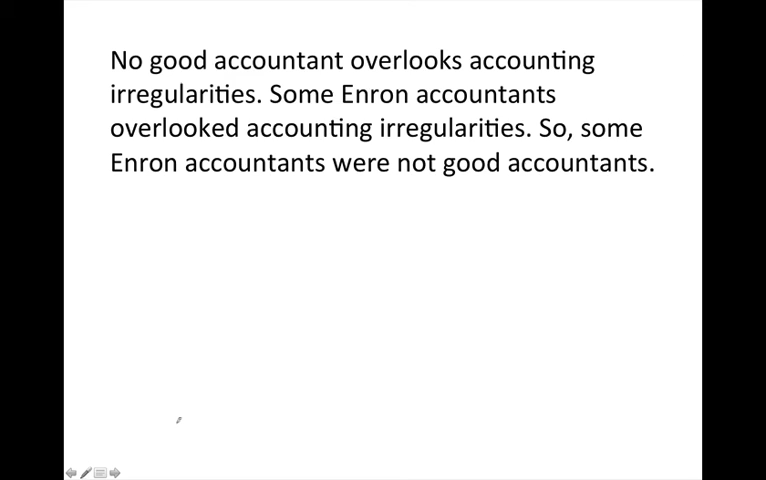 No good accountant overlooks accounting
irregularities. Some Enron accountants
overlooked accounting irregularities. So, some
Enron accountants were not good accountants.